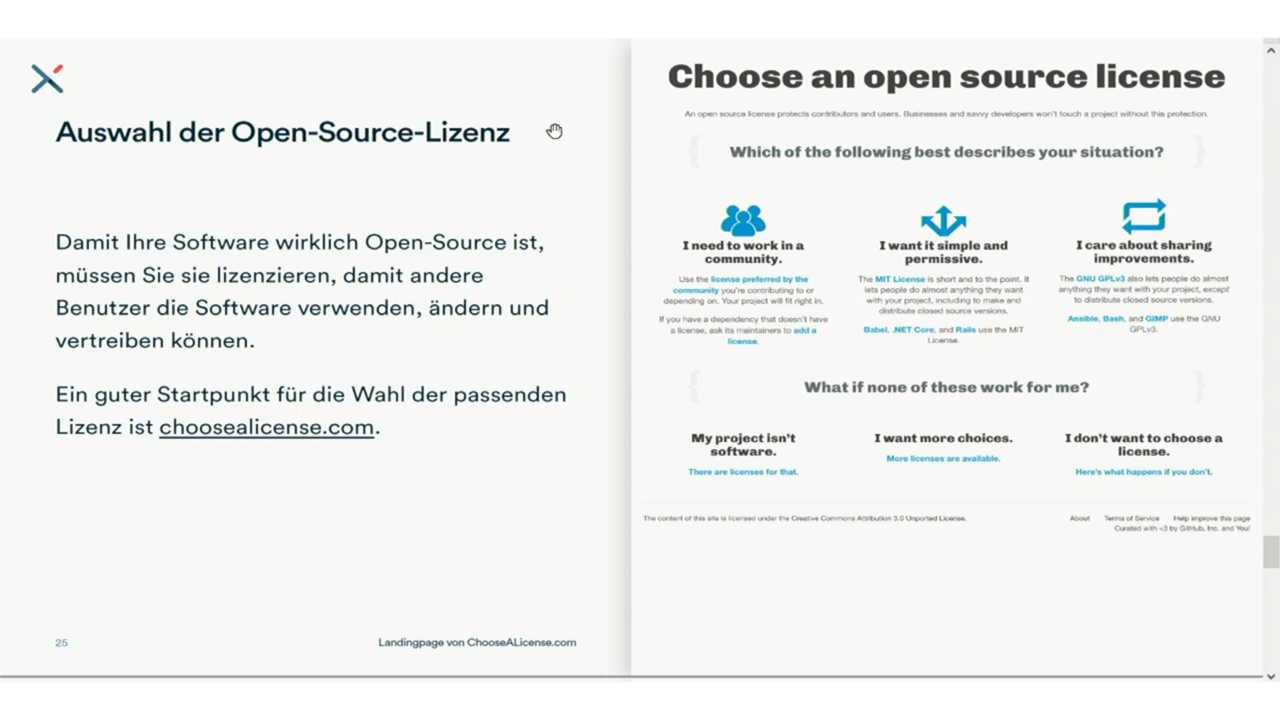 Auswahl der Open-Source-Lizenz
Damit Ihre Software wirklich Open-Source ist,
müssen Sie sie lizenzieren, damit andere
Benutzer die Software verwenden, ändern und
vertreiben können.
Ein guter Startpunkt für die Wahl der passenden
Lizenz ist choosealicense.com.
25
Landingpage von ChooseALicense.com
Choose an open source license
An open source license protects contributors and users. Businesses and savvy developers won't touch a project without this protection.
Which of the following best describes your situation?
I need to work in a
community.
Use the license preferred by the
community you're contributing to or
depending on. Your project will fit right in.
If you have a dependency that doesn't have
a license, ask its maintainers to add a
license.
I want it simple and
permissive.
The MIT License is short and to the point. It
lets people do almost anything they want
with your project, including to make and
distribute closed source versions.
Babel, .NET Core, and Rails use the MIT
License.
I care about sharing
improvements.
The GNU GPLv3 also lets people do almost
anything they want with your project, except
to distribute closed source versions.
Ansible, Bash, and GIMP use the GNU
GPLv3.
What if none of these work for me?
My project isn't
software.
There are licenses for that.
I want more choices.
More licenses are available.
I don't want to choose a
license.
Here's what happens if you don't.
The content of this site is licensed under the Creative Commons Attribution 3.0 Unported License.
About Terms of Service Help improve this page
Curated with <3 by GitHub, Inc. and You!